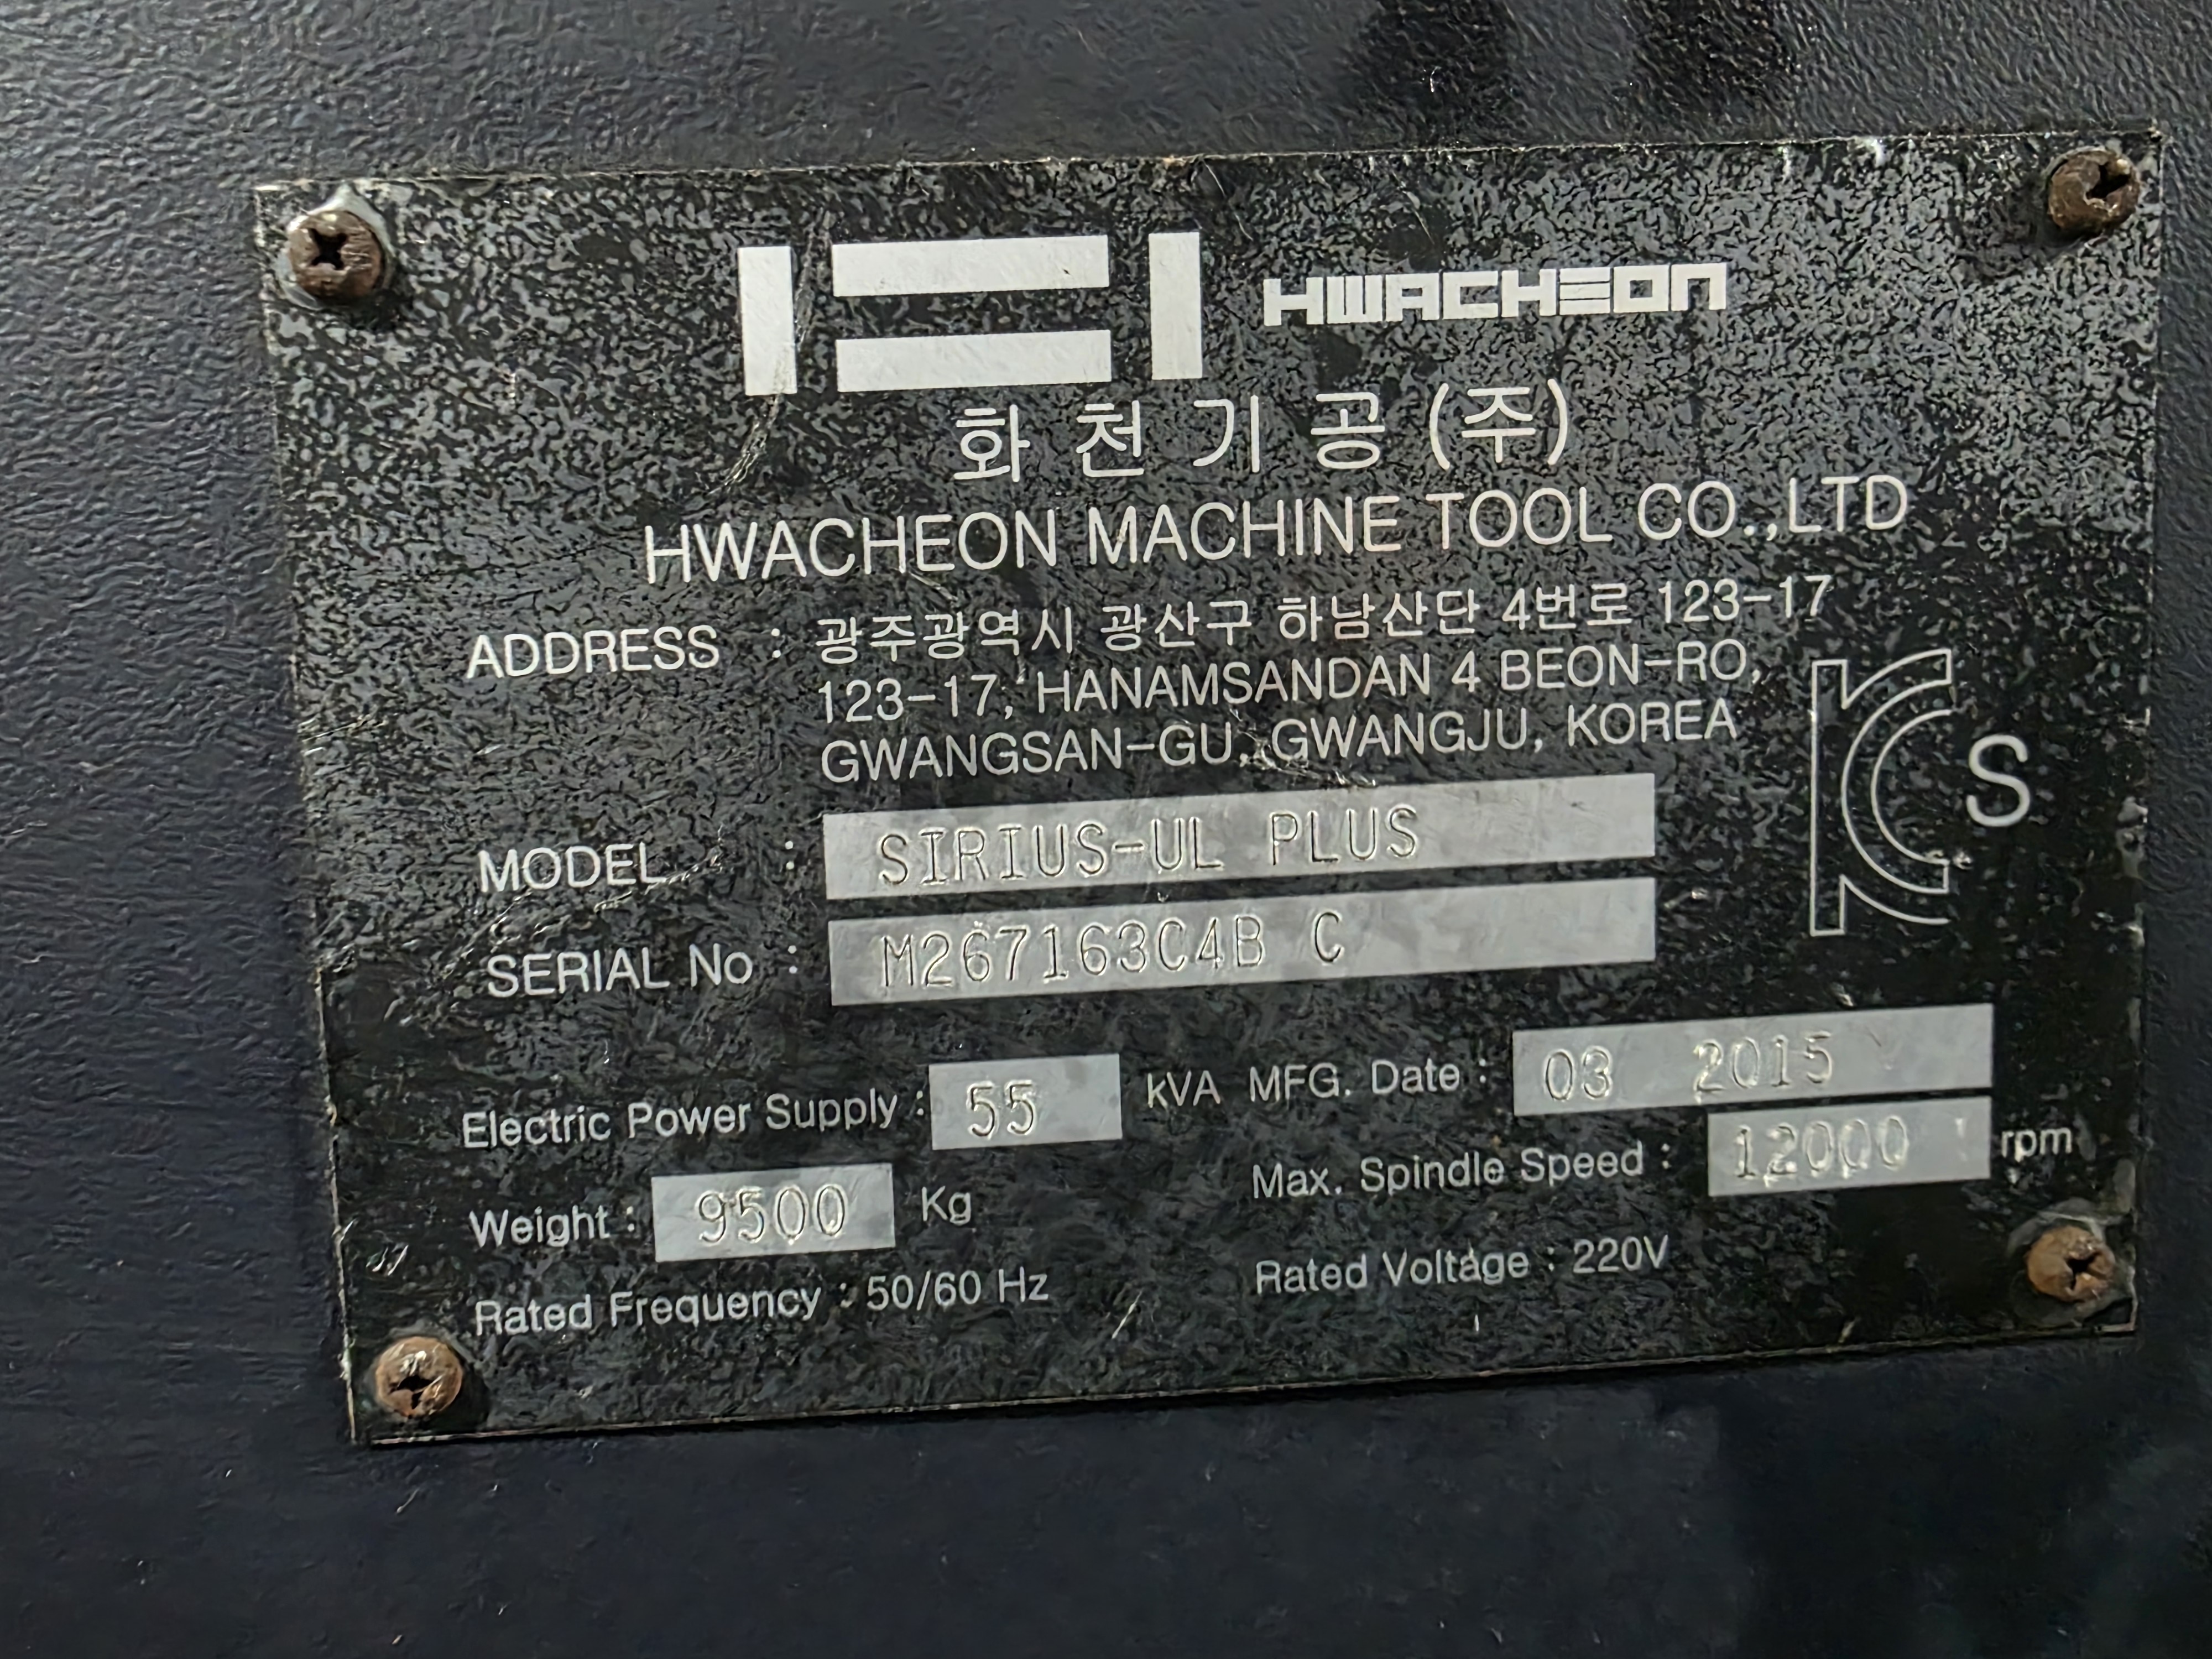 HWACHEON
화천기공(주)
HWACHEON MACHINE TOOL CO.,LTD
ADDRESS : 광주광역시 광산구 하남산단 4번로 123-17
123-17, HANAMSANDAN 4 BEON-RO,
GWANGSAN-GU, GWANGJU, KOREA
MODEL : SIRIUS-UL PLUS
SERIAL No : M267163C4B C
KC S
Electric Power Supply : 55 kVA MFG. Date : 03 2015
Weight : 9500 Kg Max. Spindle Speed : 12000 rpm
Rated Frequency : 50/60 Hz Rated Voltage : 220V